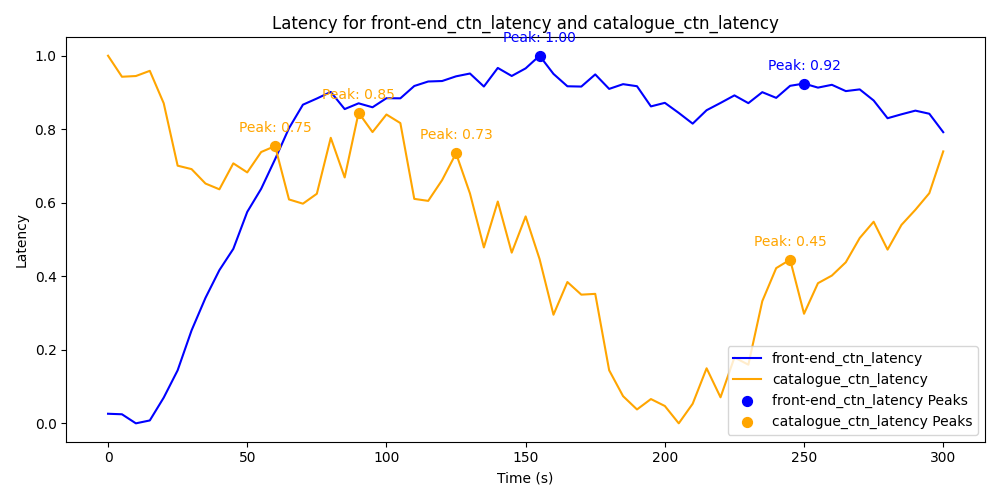 Latency for front-end_ctn_latency and catalogue_ctn_latency
Peak: 1.00
Peak: 0.92
Peak: 0.85
Peak: 0.75
Peak: 0.73
Peak: 0.45
Latency
1.0
0.8
0.6
0.4
0.2
0.0
front-end_ctn_latency
catalogue_ctn_latency
front-end_ctn_latency Peaks
catalogue_ctn_latency Peaks
0 50 100 150 200 250 300
Time (s)